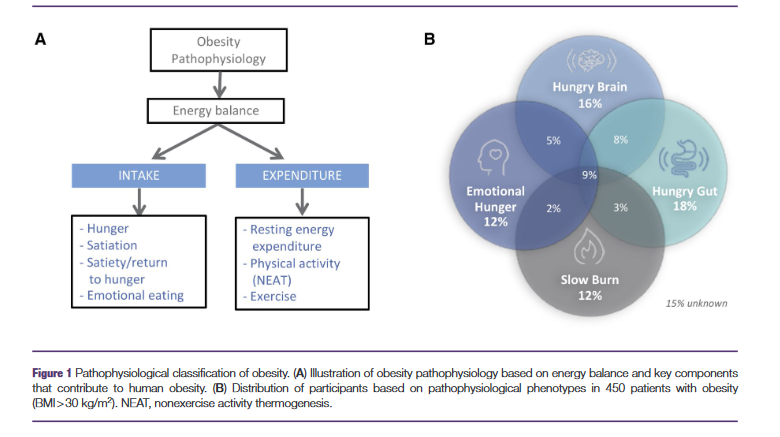 A
Obesity
Pathophysiology
Energy balance
INTAKE
EXPENDITURE
- Hunger
- Satiation
- Satiety/return
to hunger
- Emotional eating
- Resting energy
expenditure
- Physical activity
(NEAT)
- Exercise
B
Hungry Brain
16%
5%
8%
9%
Emotional
Hunger
12%
Hungry Gut
18%
2%
3%
Slow Burn
12%
15% unknown
Figure 1 Pathophysiological classification of obesity. (A) Illustration of obesity pathophysiology based on energy balance and key components
that contribute to human obesity. (B) Distribution of participants based on pathophysiological phenotypes in 450 patients with obesity
(BMI>30 kg/m²). NEAT, nonexercise activity thermogenesis.